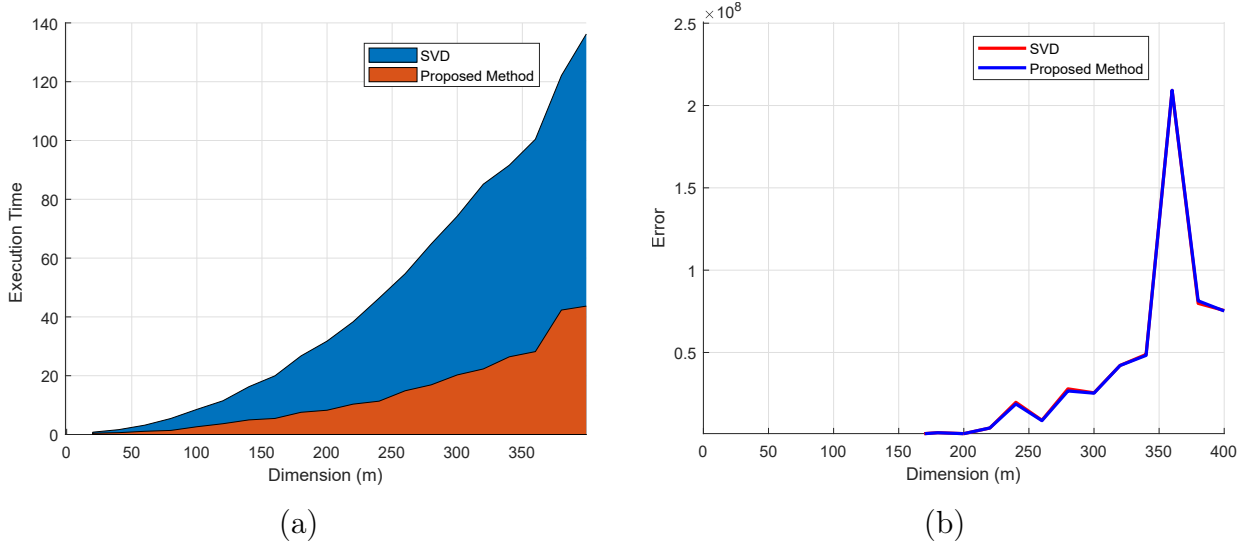 140
120
100
80
60
40
20
0
Execution Time
SVD
Proposed Method
0 50 100 150 200 250 300 350
Dimension (m)
(a)
×10^8
2.5
2
1.5
1
0.5
Error
SVD
Proposed Method
0 50 100 150 200 250 300 350 400
Dimension (m)
(b)